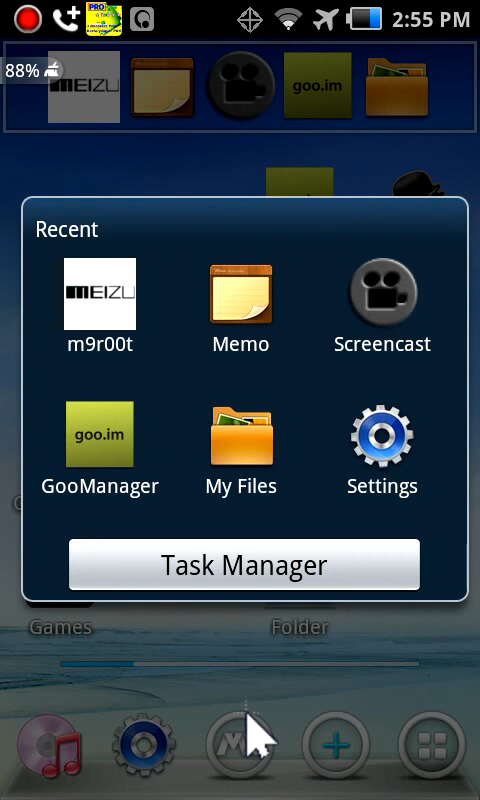 PRO
2:55 PM
88%
MEIZU
goo.im
Recent
MEIZU
m9r00t
Memo
Screencast
goo.im
GooManager
My Files
Settings
Task Manager
Games
Folder